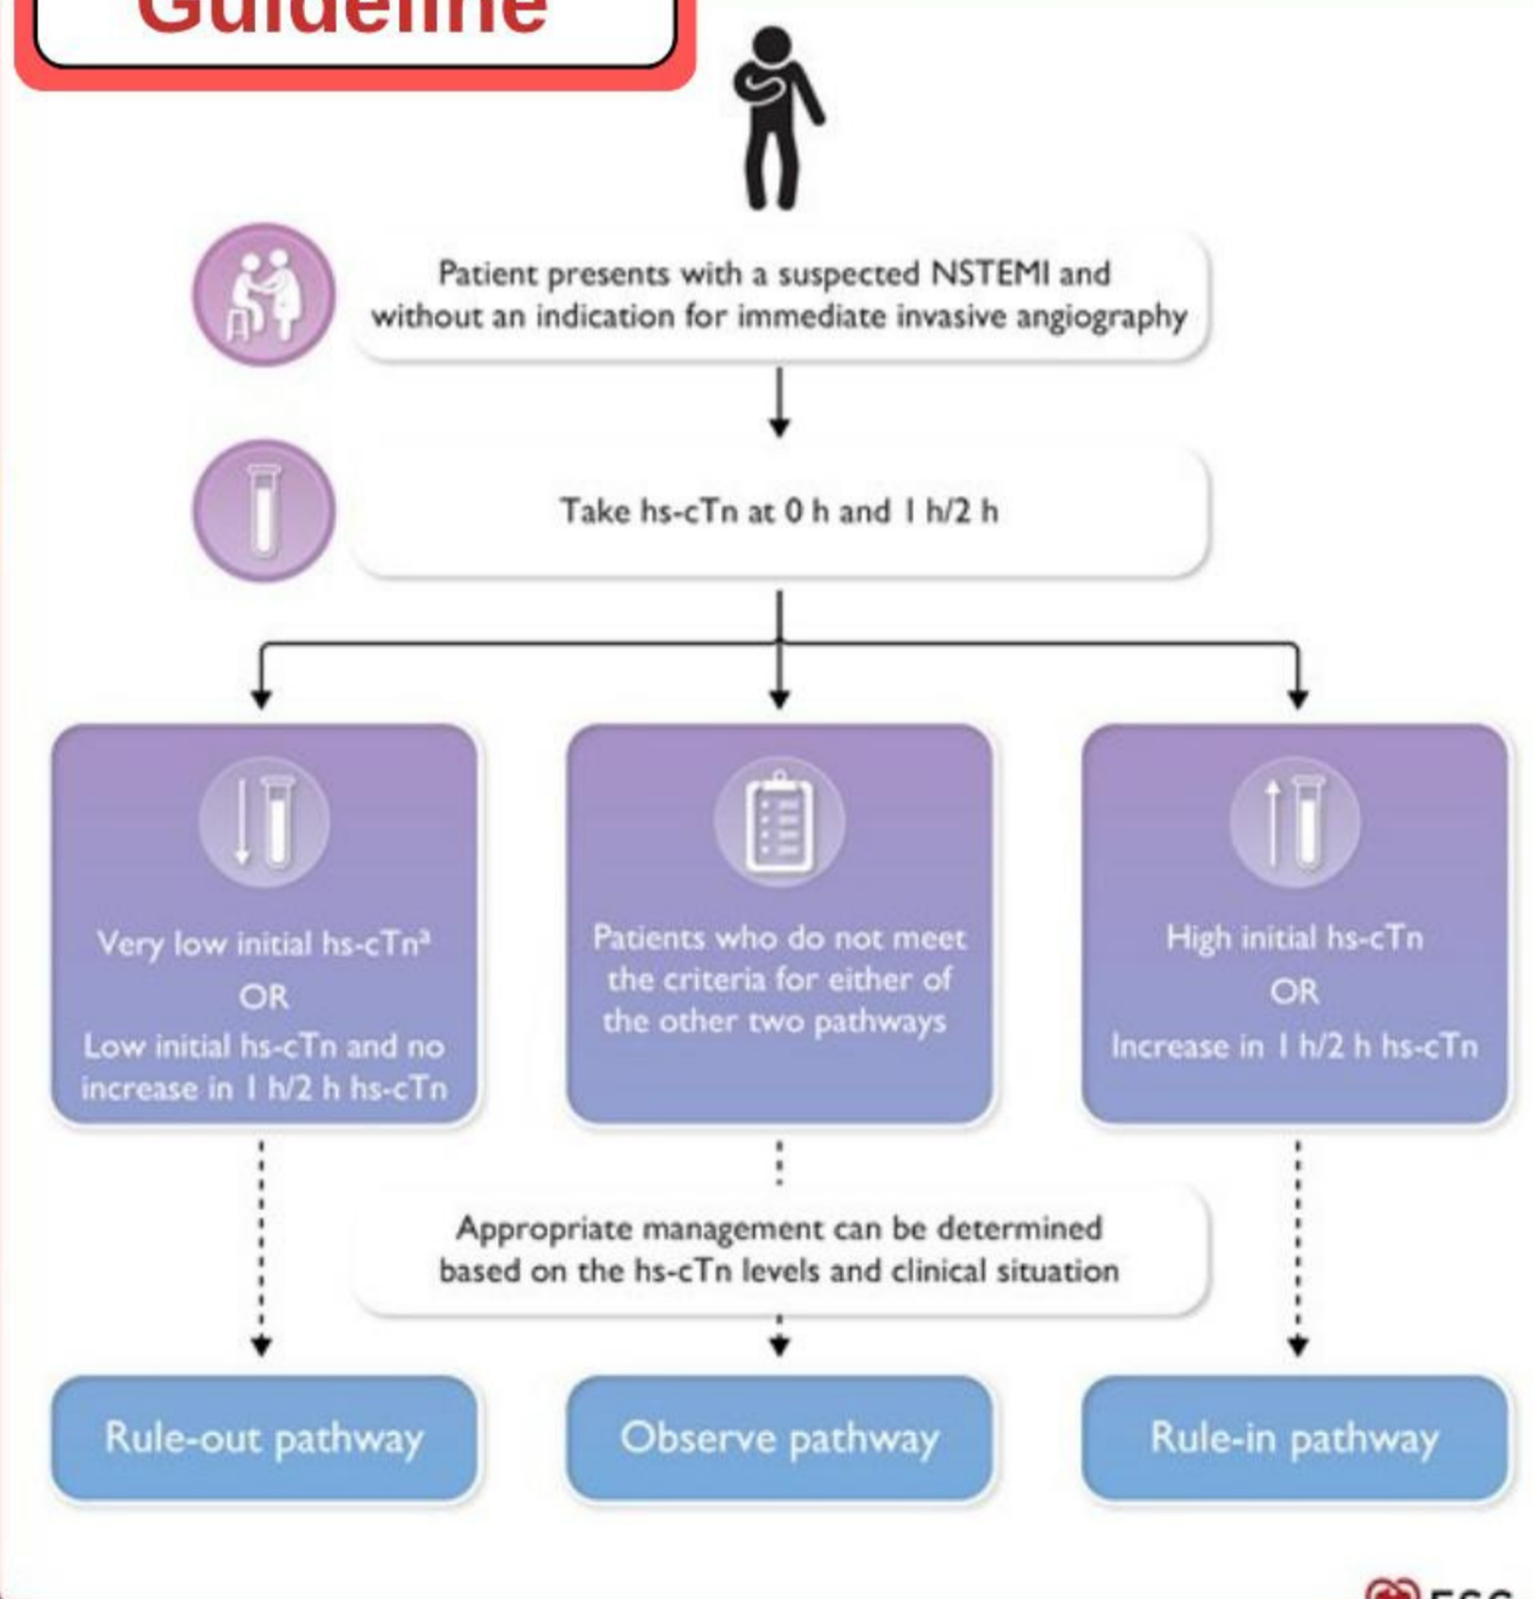 Guideline
Patient presents with a suspected NSTEMI and
without an indication for immediate invasive angiography
Take hs-cTn at 0 h and 1 h/2 h
Very low initial hs-cTnª
OR
Low initial hs-cTn and no
increase in 1 h/2 h hs-cTn
Patients who do not meet
the criteria for either of
the other two pathways
High initial hs-cTn
OR
Increase in 1 h/2 h hs-cTn
Appropriate management can be determined
based on the hs-cTn levels and clinical situation
Rule-out pathway
Observe pathway
Rule-in pathway
ESC